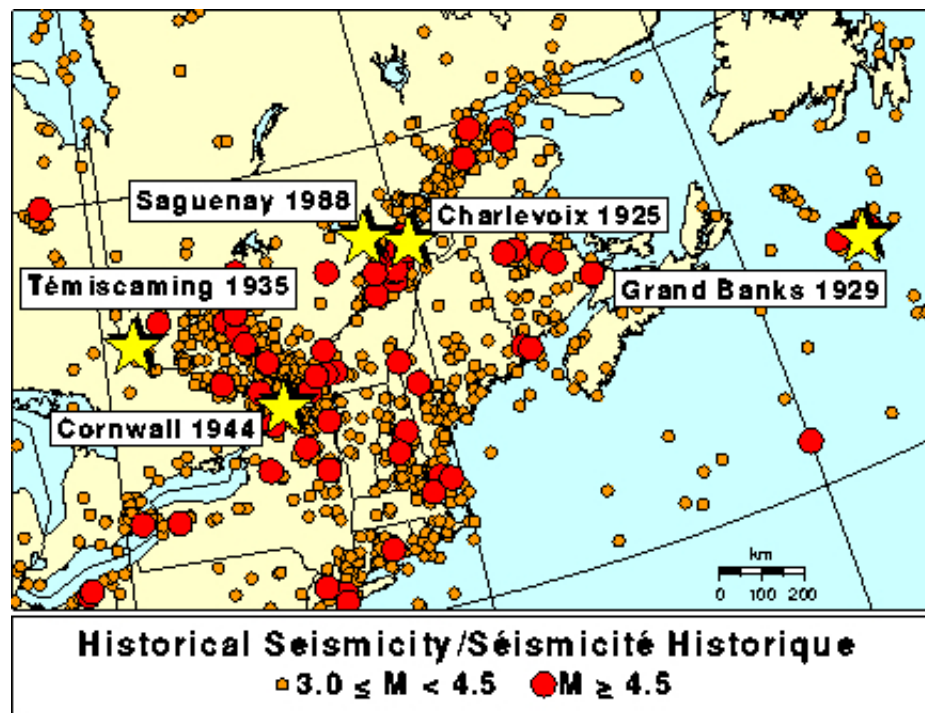 Saguenay 1988
Charlevoix 1925
Témiscaming 1935
Grand Banks 1929
Cornwall 1944
km
0 100 200
Historical Seismicity/Séismicité Historique
3.0 ≤ M < 4.5 M ≥ 4.5